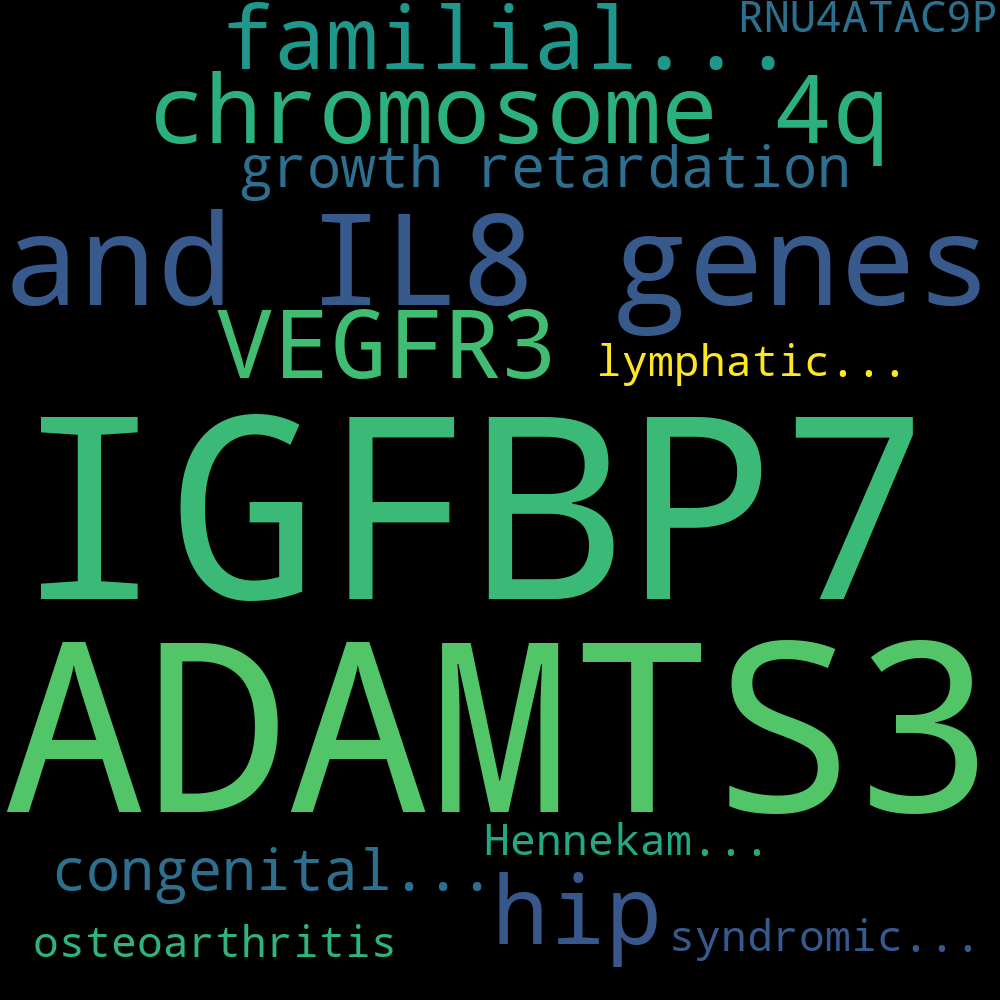 RNU4ATAC9P
familial...
chromosome 4q
growth retardation
and IL8 genes
VEGFR3
lymphatic...
IGFBP7
ADAMTS3
Hennekam...
congenital...
hip
osteoarthritis
syndromic...